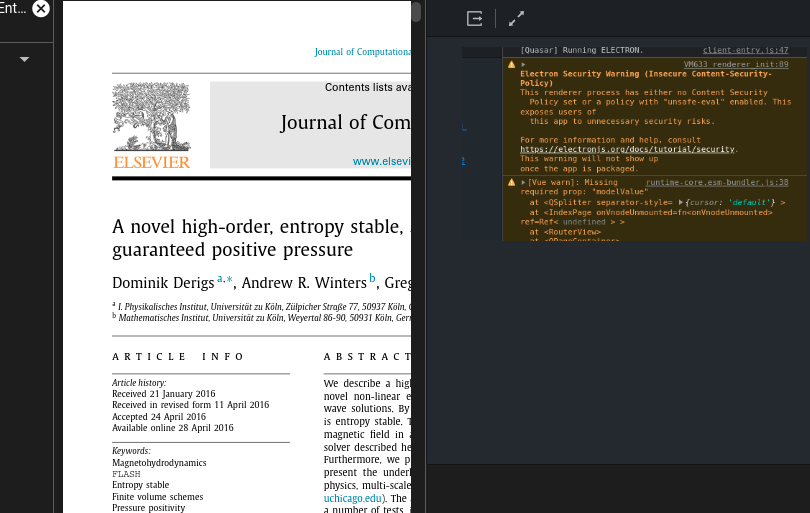 Ent...
Journal of Computationa
Contents lists ava
Journal of Com
ELSEVIER
www.elsevi
A novel high-order, entropy stable,
guaranteed positive pressure
Dominik Derigs a,*, Andrew R. Winters b, Greg
a I. Physikalisches Institut, Universität zu Köln, Zülpicher Straße 77, 50937 Köln,
b Mathematisches Institut, Universität zu Köln, Weyertal 86-90, 50931 Köln, Ger
ARTICLE INFO
Article history:
Received 21 January 2016
Received in revised form 11 April 2016
Accepted 24 April 2016
Available online 28 April 2016
Keywords:
Magnetohydrodynamics
FLASH
Entropy stable
Finite volume schemes
Pressure positivity
ABSTRACT
We describe a high
novel non-linear e
wave solutions. By
is entropy stable. T
magnetic field in a
solver described he
Furthermore, we p
present the underl
physics, multi-scale
uchicago.edu). The
a number of tests, i
[Quasar] Running ELECTRON. client-entry.js:47
VM633 renderer_init:89
Electron Security Warning (Insecure Content-Security-
Policy)
This renderer process has either no Content Security
Policy set or a policy with "unsafe-eval" enabled. This
exposes users of
this app to unnecessary security risks.
For more information and help, consult
https://electronjs.org/docs/tutorial/security.
This warning will not show up
once the app is packaged.
[Vue warn]: Missing runtime-core.esm-bundler.js:38
required prop: "modelValue"
at <QSplitter separator-style= ▶{cursor: 'default'} >
at <IndexPage onVnodeUnmounted=fn<onVnodeUnmounted>
ref=Ref< undefined > >
at <RouterView>
at <QPageContainer>